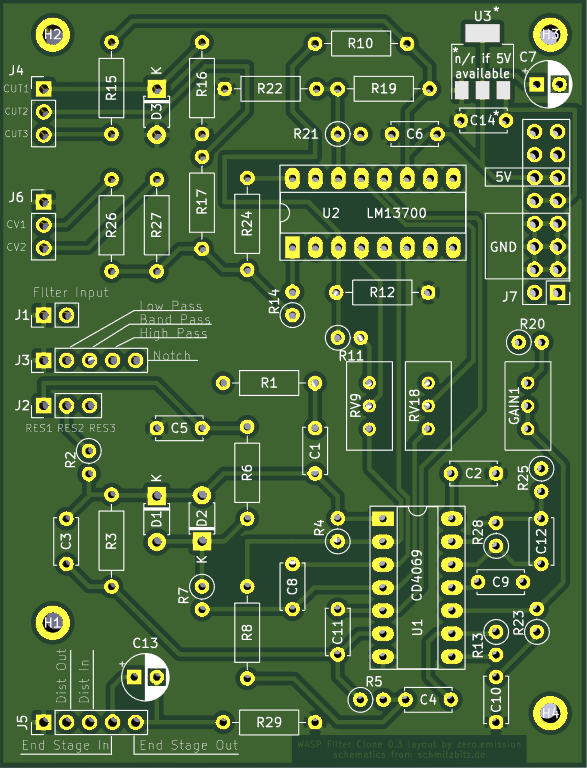 H2
U3*
H3
R10
* n/r if 5V
available
C7
+
J4
R15
K
R16
CUT1
D3
R22
R19
CUT2
CUT3
R21
C6
C14*
5V
J6
R26
R27
R17
R24
U2 LM13700
CV1
CV2
GND
FIlter Input
R14
R12
J7
Low Pass
Band Pass
High Pass
Notch
J1
R11
R20
J3
R1
RV9
RV18
GAIN1
J2
RES1 RES2 RES3
C5
C1
R2
R6
K
C2
R25
D1
D2
C3
R3
R4
R28
C12
K
CD4069
R7
C8
C9
H1
R8
C11
U1
R13
R23
Dist Out
Dist In
C13
+
R5
C4
C10
H4
J5
R29
End Stage In
End Stage Out
WASP Filter Clone 0.3 layout by zero.emission
schematics from schmitzbitz.de